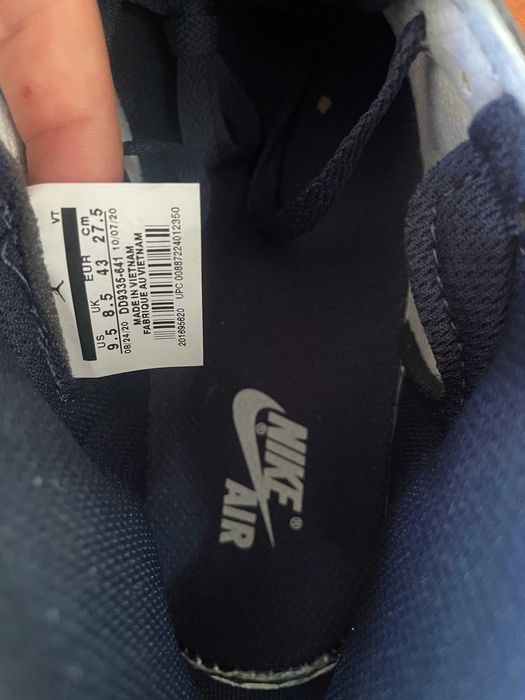 VT
US UK EUR cm
9.5 8.5 43 27.5
08/24/20 DD9335-641 10/07/20
MADE IN VIETNAM
FABRIQUE AU VIETNAM
201695620 UPC 00887224012350
NIKE ®
AIR ®